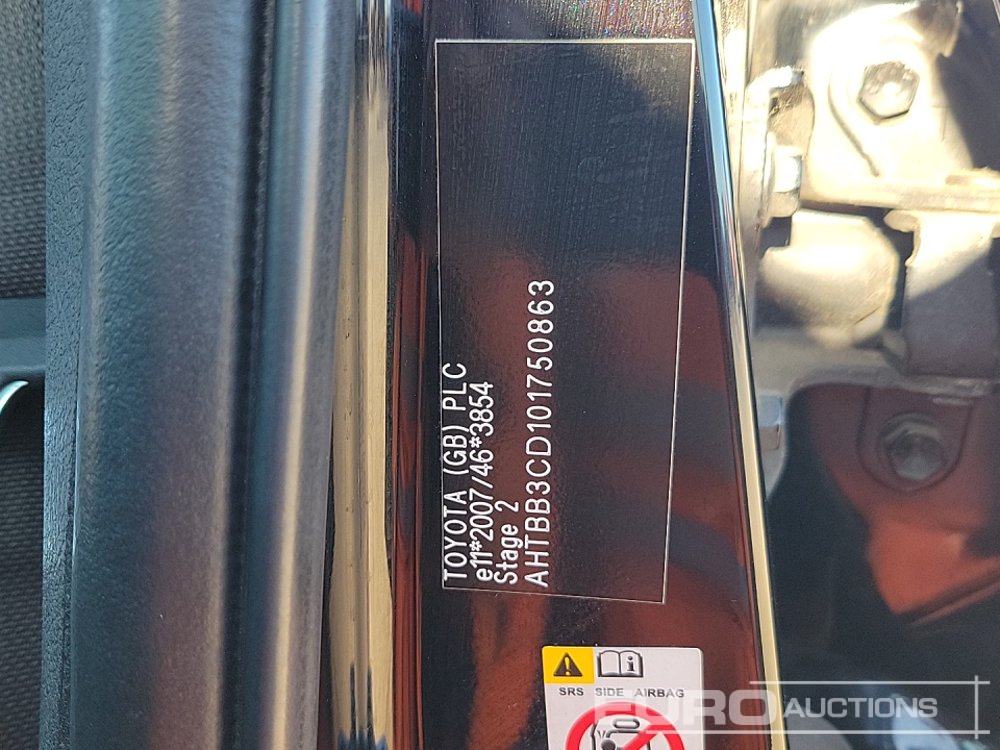 TOYOTA (GB) PLC
e11*2007/46*3854
Stage 2
AHTBB3CD101750863
SRS SIDE AIRBAG
EURO AUCTIONS